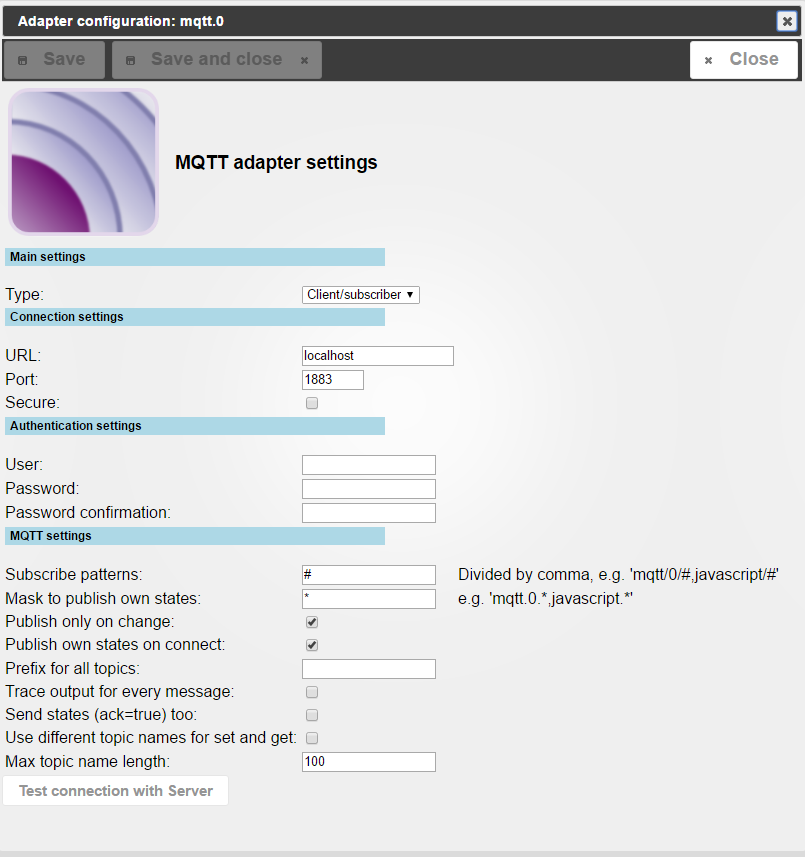 Adapter configuration: mqtt.0
Save Save and close Close
MQTT adapter settings
Main settings
Type: Client/subscriber
Connection settings
URL: localhost
Port: 1883
Secure:
Authentication settings
User:
Password:
Password confirmation:
MQTT settings
Subscribe patterns: # Divided by comma, e.g. 'mqtt/0/#,javascript/#'
Mask to publish own states: * e.g. 'mqtt.0.*,javascript.*'
Publish only on change:
Publish own states on connect:
Prefix for all topics:
Trace output for every message:
Send states (ack=true) too:
Use different topic names for set and get:
Max topic name length: 100
Test connection with Server